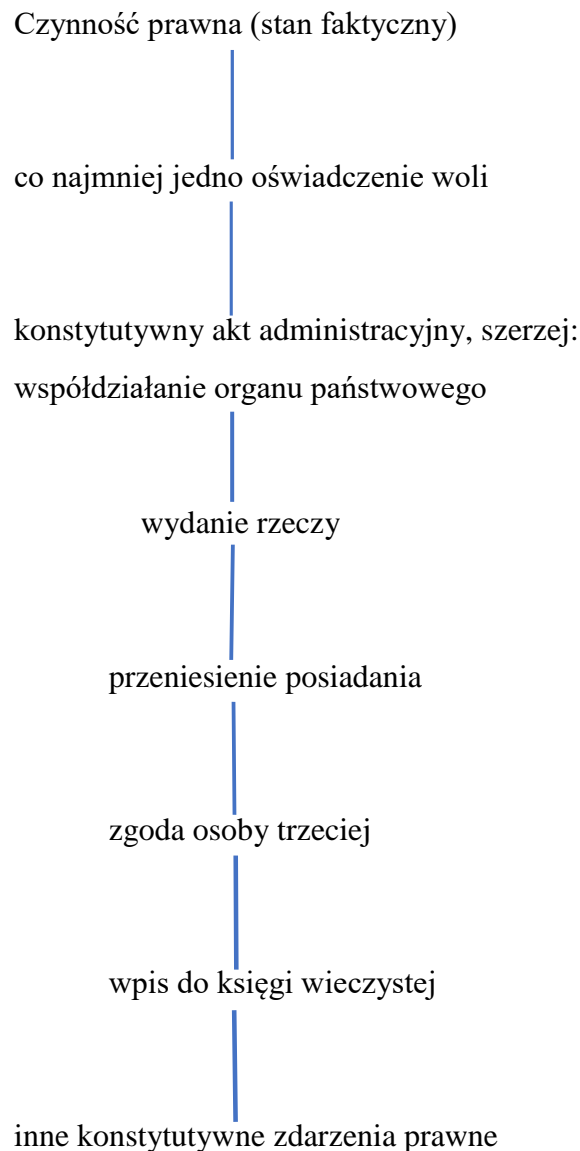 Czynność prawna (stan faktyczny)
co najmniej jedno oświadczenie woli
konstytutywny akt administracyjny, szerzej:
współdziałanie organu państwowego
wydanie rzeczy
przeniesienie posiadania
zgoda osoby trzeciej
wpis do księgi wieczystej
inne konstytutywne zdarzenia prawne